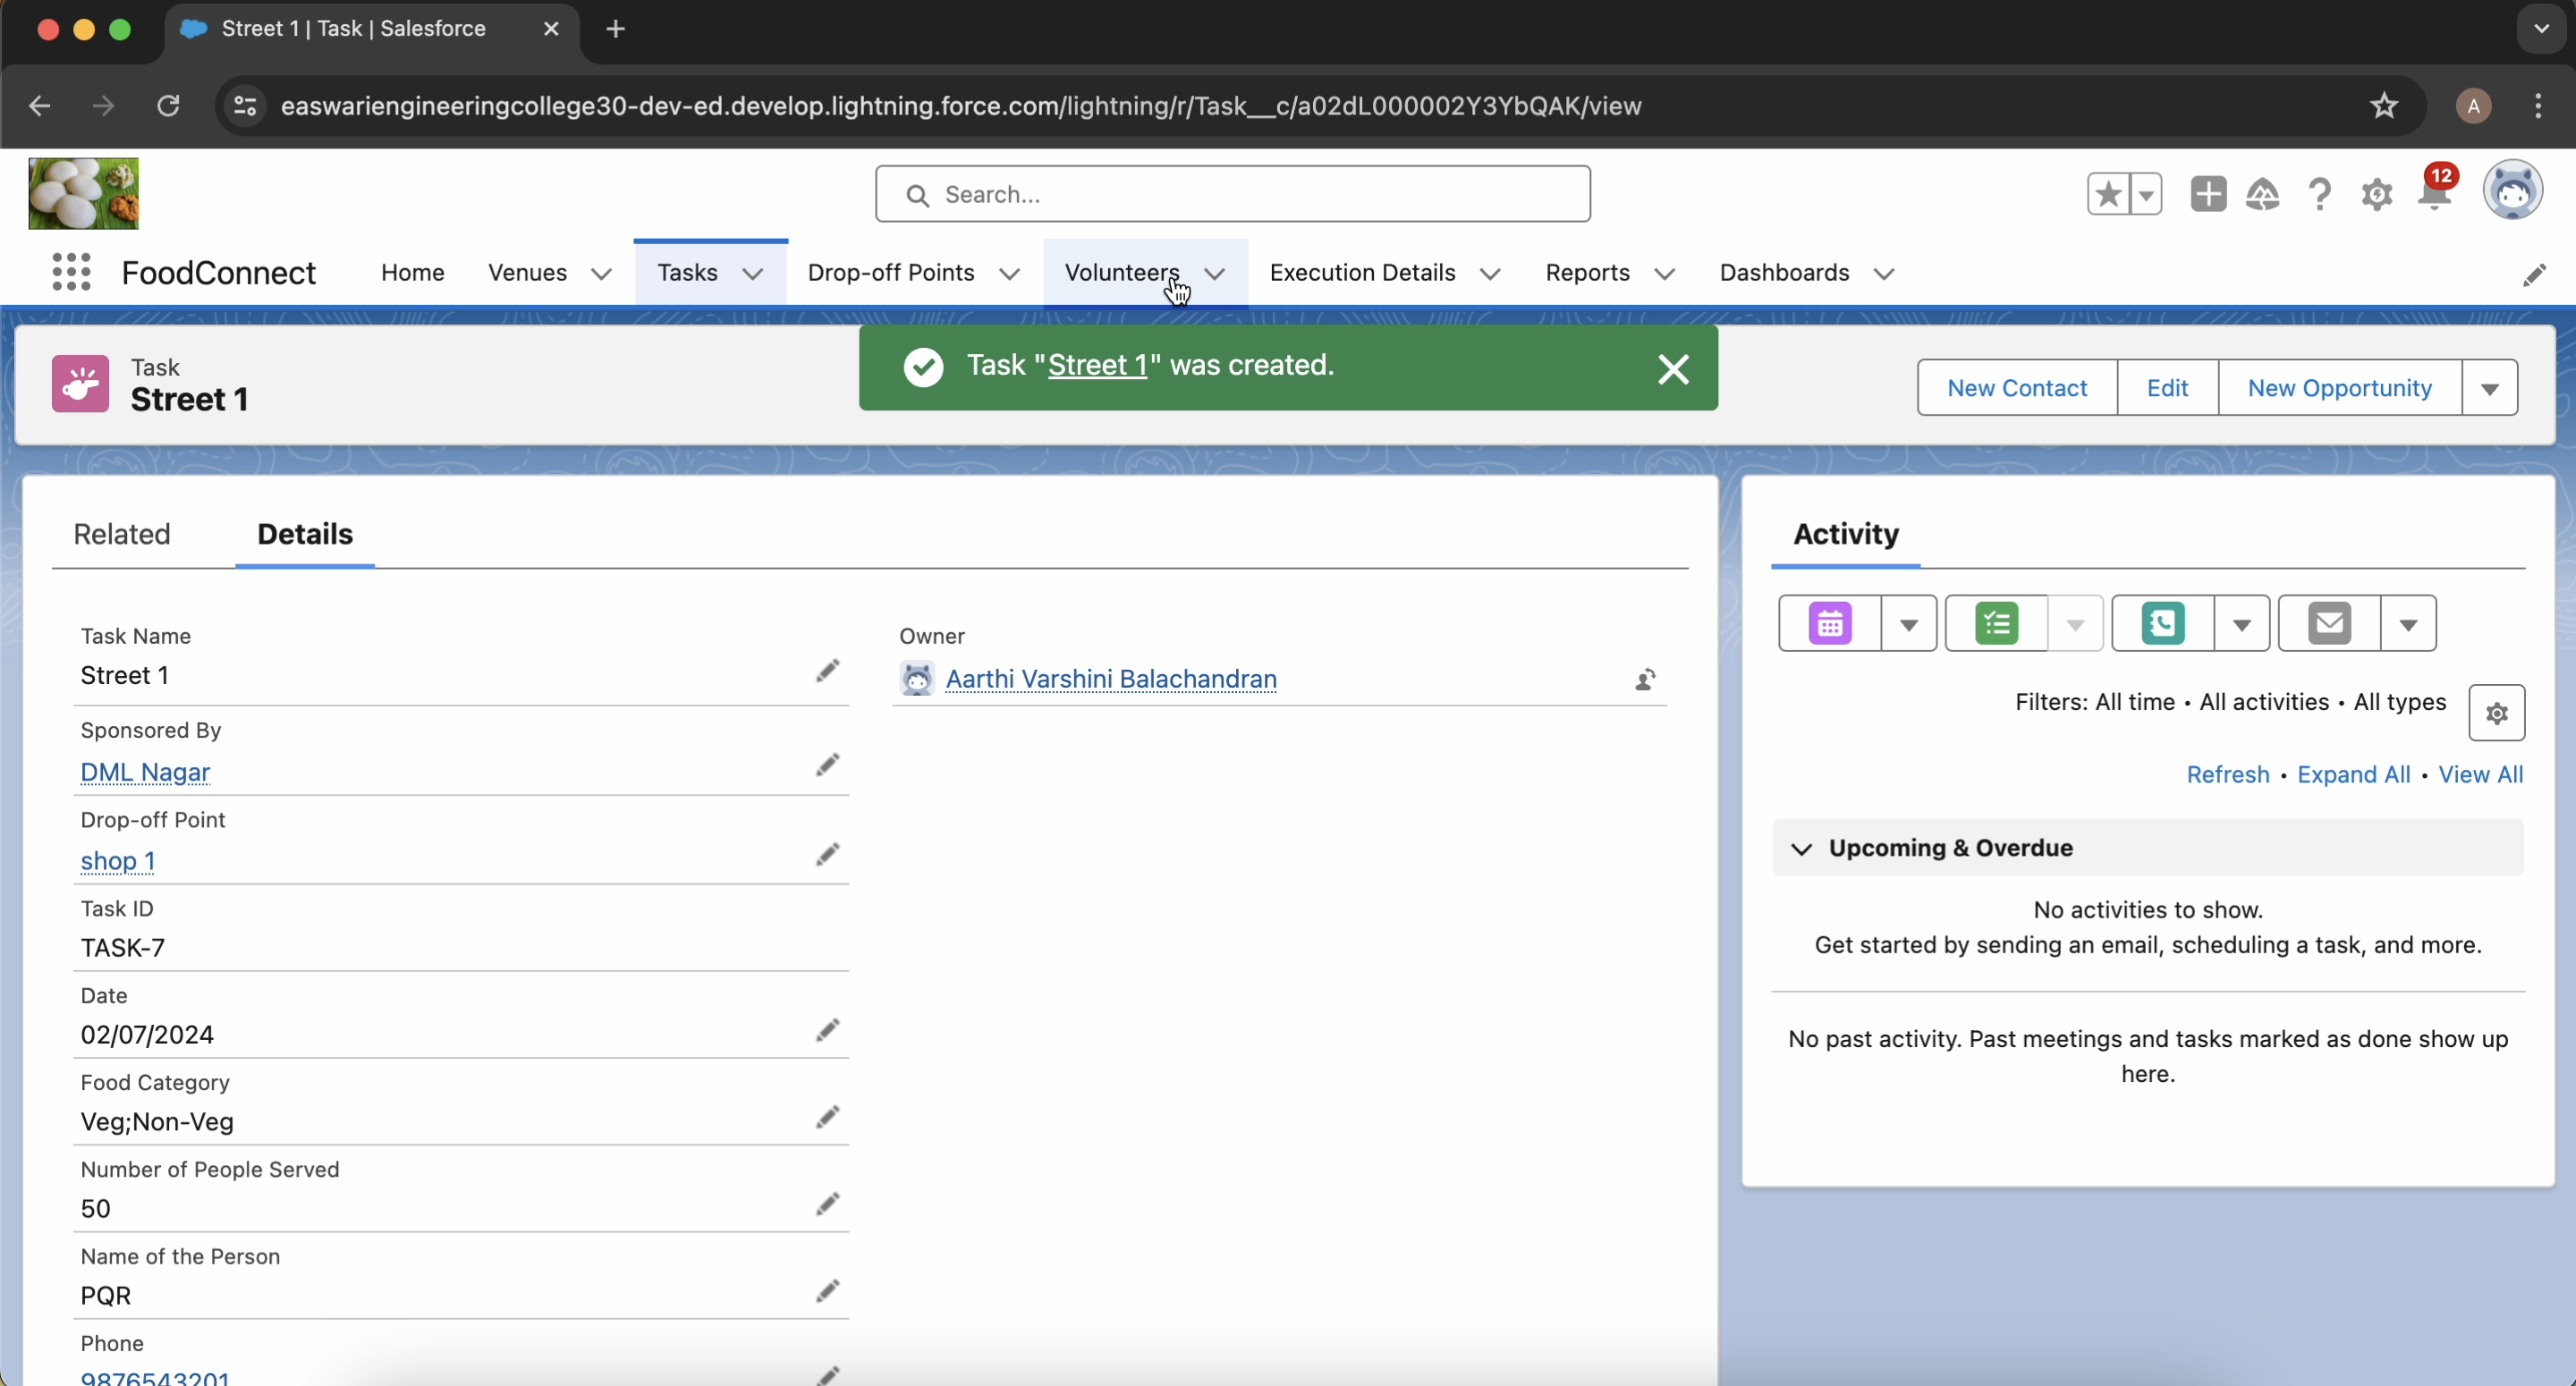 Street 1 | Task | Salesforce
easwariengineeringcollege30-dev-ed.develop.lightning.force.com/lightning/r/Task__c/a02dL000002Y3YbQAK/view
A
Search...
12
FoodConnect
Home
Venues
Tasks
Drop-off Points
Volunteers
Execution Details
Reports
Dashboards
Task
Street 1
Task "Street 1" was created.
New Contact
Edit
New Opportunity
Related
Details
Task Name
Street 1
Sponsored By
DML Nagar
Drop-off Point
shop 1
Task ID
TASK-7
Date
02/07/2024
Food Category
Veg;Non-Veg
Number of People Served
50
Name of the Person
PQR
Phone
9876543201
Owner
Aarthi Varshini Balachandran
Activity
Filters: All time • All activities • All types
Refresh • Expand All • View All
Upcoming & Overdue
No activities to show.
Get started by sending an email, scheduling a task, and more.
No past activity. Past meetings and tasks marked as done show up
here.